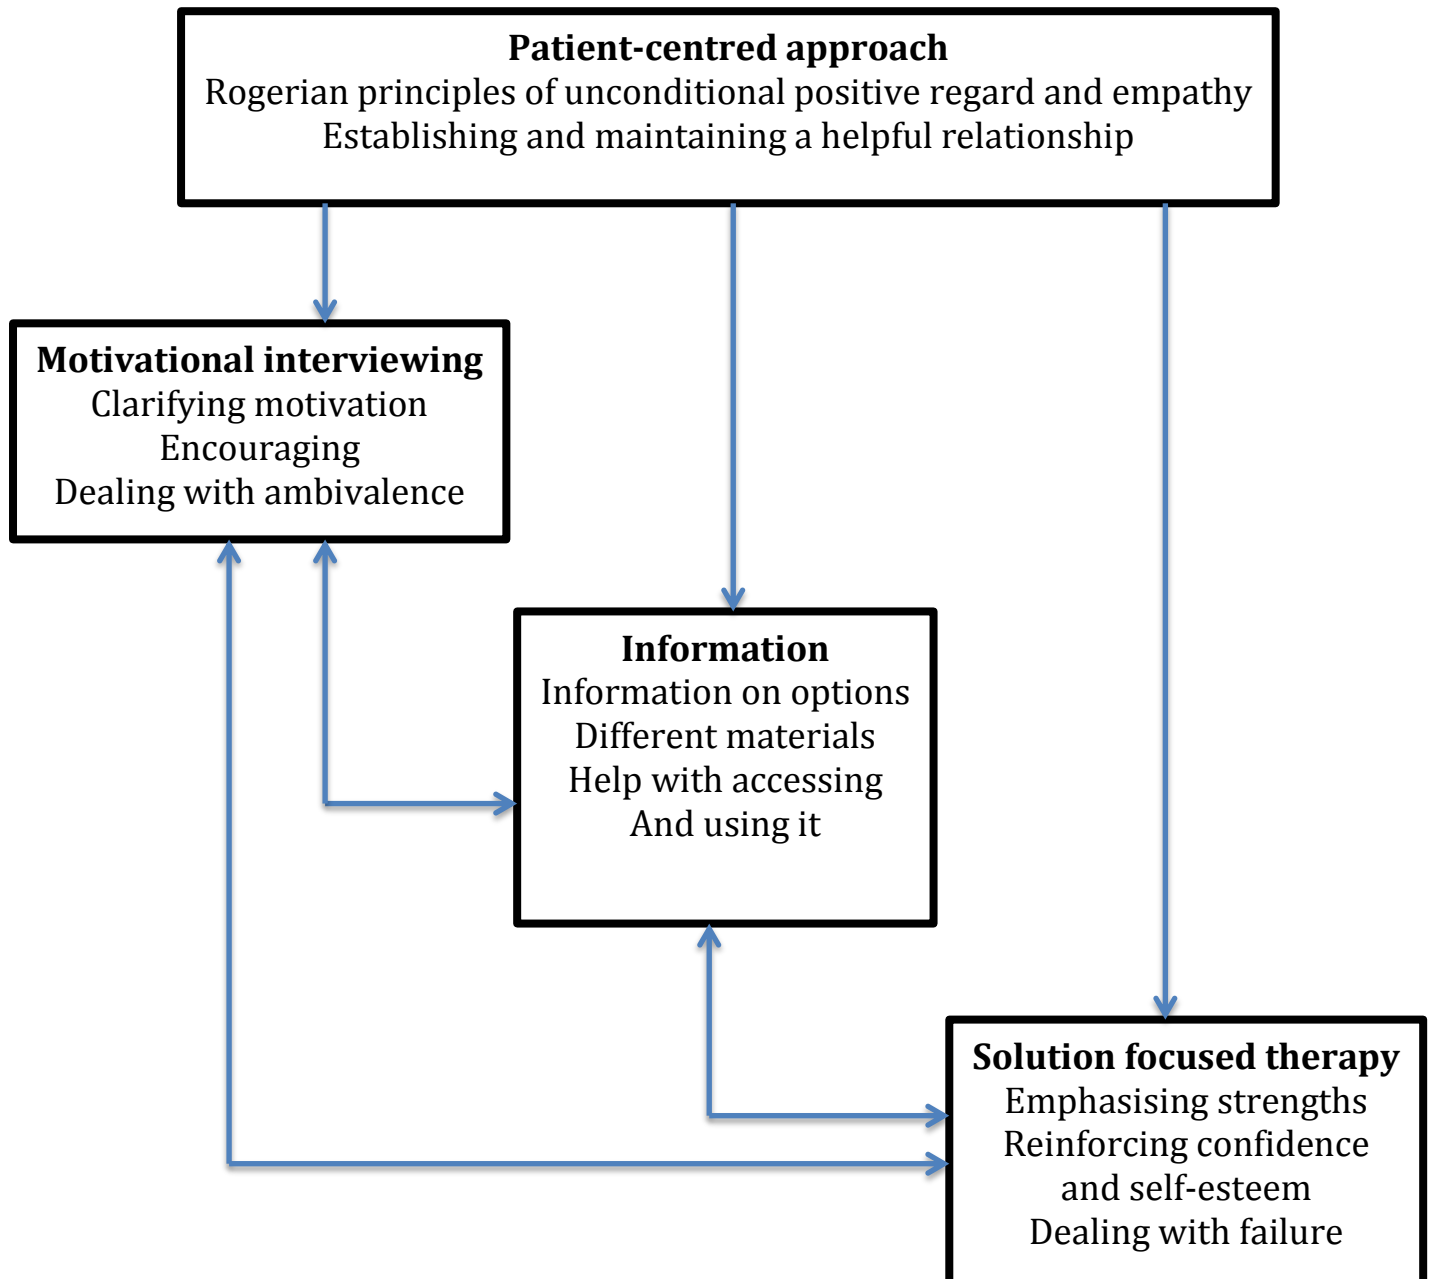 Patient-centred approach
Rogerian principles of unconditional positive regard and empathy
Establishing and maintaining a helpful relationship
Motivational interviewing
Clarifying motivation
Encouraging
Dealing with ambivalence
Information
Information on options
Different materials
Help with accessing
And using it
Solution focused therapy
Emphasising strengths
Reinforcing confidence
and self-esteem
Dealing with failure